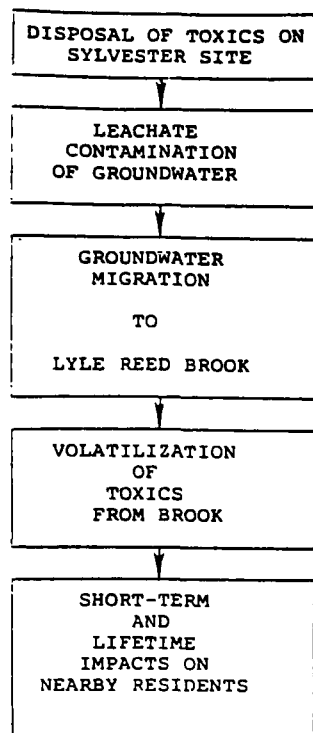 DISPOSAL OF TOXICS ON
SYLVESTER SITE
LEACHATE
CONTAMINATION
OF GROUNDWATER
GROUNDWATER
MIGRATION
TO
LYLE REED BROOK
VOLATILIZATION
OF
TOXICS
FROM BROOK
SHORT-TERM
AND
LIFETIME
IMPACTS ON
NEARBY RESIDENTS